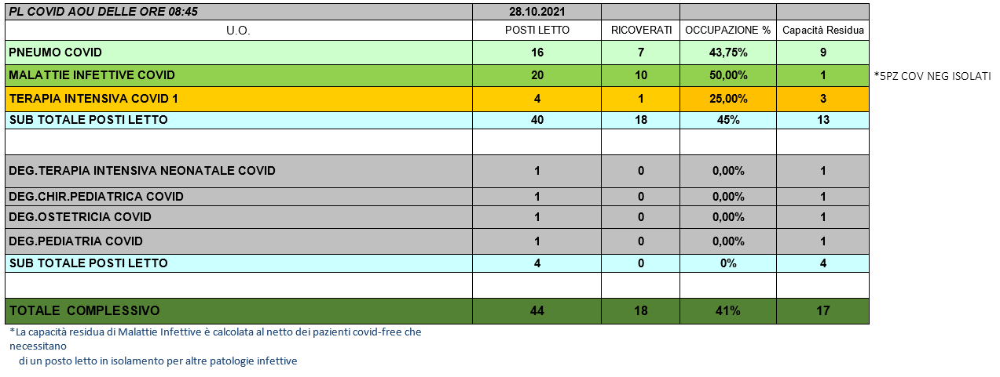 PL COVID AOU DELLE ORE 08:45 28.10.2021
U.O. POSTI LETTO RICOVERATI OCCUPAZIONE % Capacità Residua
PNEUMO COVID 16 7 43,75% 9
MALATTIE INFETTIVE COVID 20 10 50,00% 1 *5PZ COV NEG ISOLATI
TERAPIA INTENSIVA COVID 1 4 1 25,00% 3
SUB TOTALE POSTI LETTO 40 18 45% 13
DEG.TERAPIA INTENSIVA NEONATALE COVID 1 0 0,00% 1
DEG.CHIR.PEDIATRICA COVID 1 0 0,00% 1
DEG.OSTETRICIA COVID 1 0 0,00% 1
DEG.PEDIATRIA COVID 1 0 0,00% 1
SUB TOTALE POSTI LETTO 4 0 0% 4
TOTALE COMPLESSIVO 44 18 41% 17
*La capacità residua di Malattie Infettive è calcolata al netto dei pazienti covid-free che
necessitano
di un posto letto in isolamento per altre patologie infettive